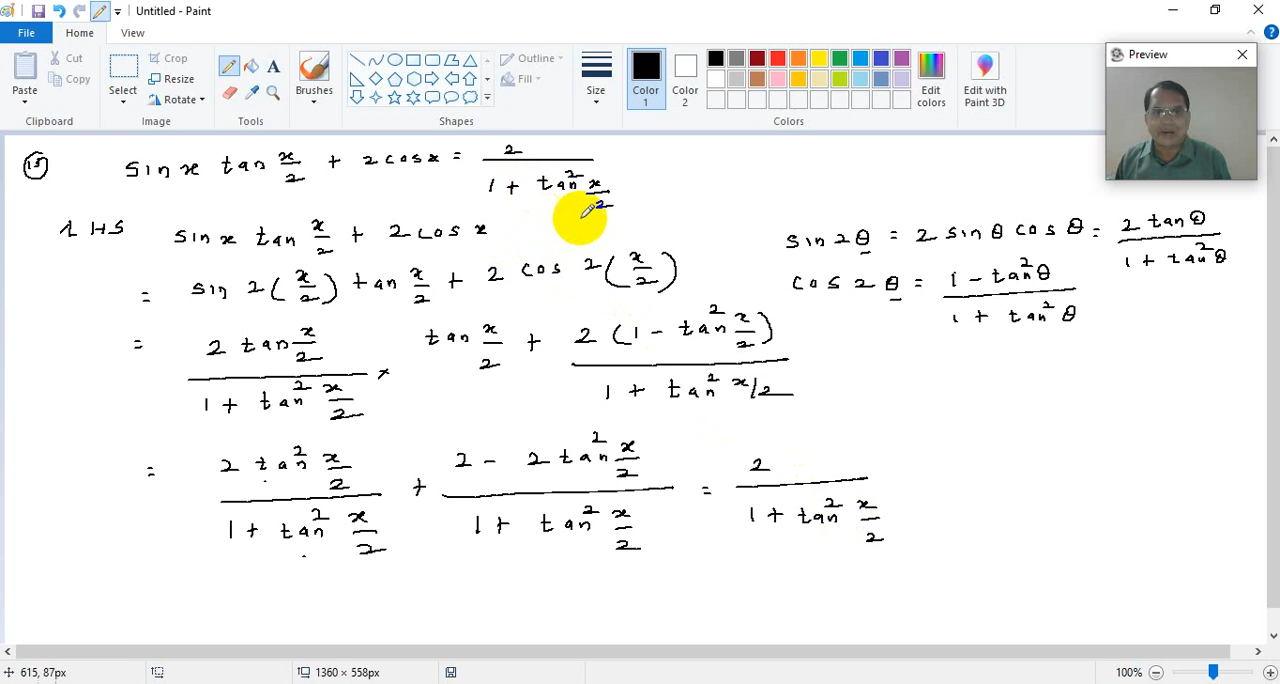 Untitled - Paint
File Home View
Paste Cut Copy Clipboard
Select Crop Resize Rotate Image
A Tools
Brushes
Outline Fill Shapes
Size
Color 1 Color 2 Edit colors Colors
Edit with Paint 3D
Preview
(15) sin x tan x/2 + 2 cos x = 2 / (1 + tan² x/2)
LHS sin x tan x/2 + 2 cos x
= sin 2(x/2) tan x/2 + 2 cos 2(x/2)
= 2 tan x/2 / (1 + tan² x/2) × tan x/2 + 2(1 - tan² x/2) / (1 + tan² x/2)
= 2 tan² x/2 / (1 + tan² x/2) + (2 - 2 tan² x/2) / (1 + tan² x/2) = 2 / (1 + tan² x/2)
sin 2θ = 2 sin θ cos θ = 2 tan θ / (1 + tan² θ)
cos 2θ = (1 - tan² θ) / (1 + tan² θ)
615, 87px 1360 × 558px 100%